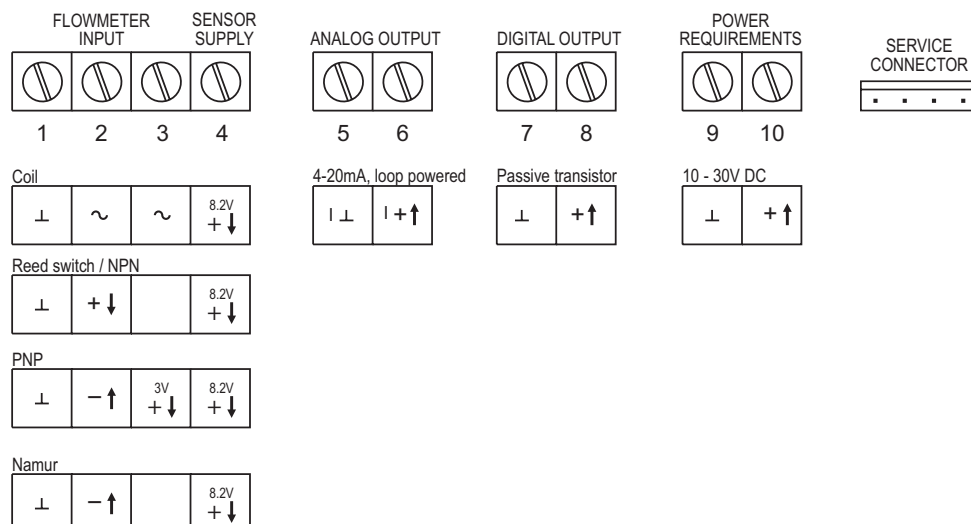 FLOWMETER
INPUT
SENSOR
SUPPLY
ANALOG OUTPUT
DIGITAL OUTPUT
POWER
REQUIREMENTS
SERVICE
CONNECTOR
1 2 3 4 5 6 7 8 9 10
Coil
⊥ ~ ~ 8.2V + ↓
4-20mA, loop powered
I ⊥ I + ↑
Passive transistor
⊥ + ↑
10 - 30V DC
⊥ + ↑
Reed switch / NPN
⊥ + ↓ 8.2V + ↓
PNP
⊥ − ↑ 3V + ↓ 8.2V + ↓
Namur
⊥ − ↑ 8.2V + ↓